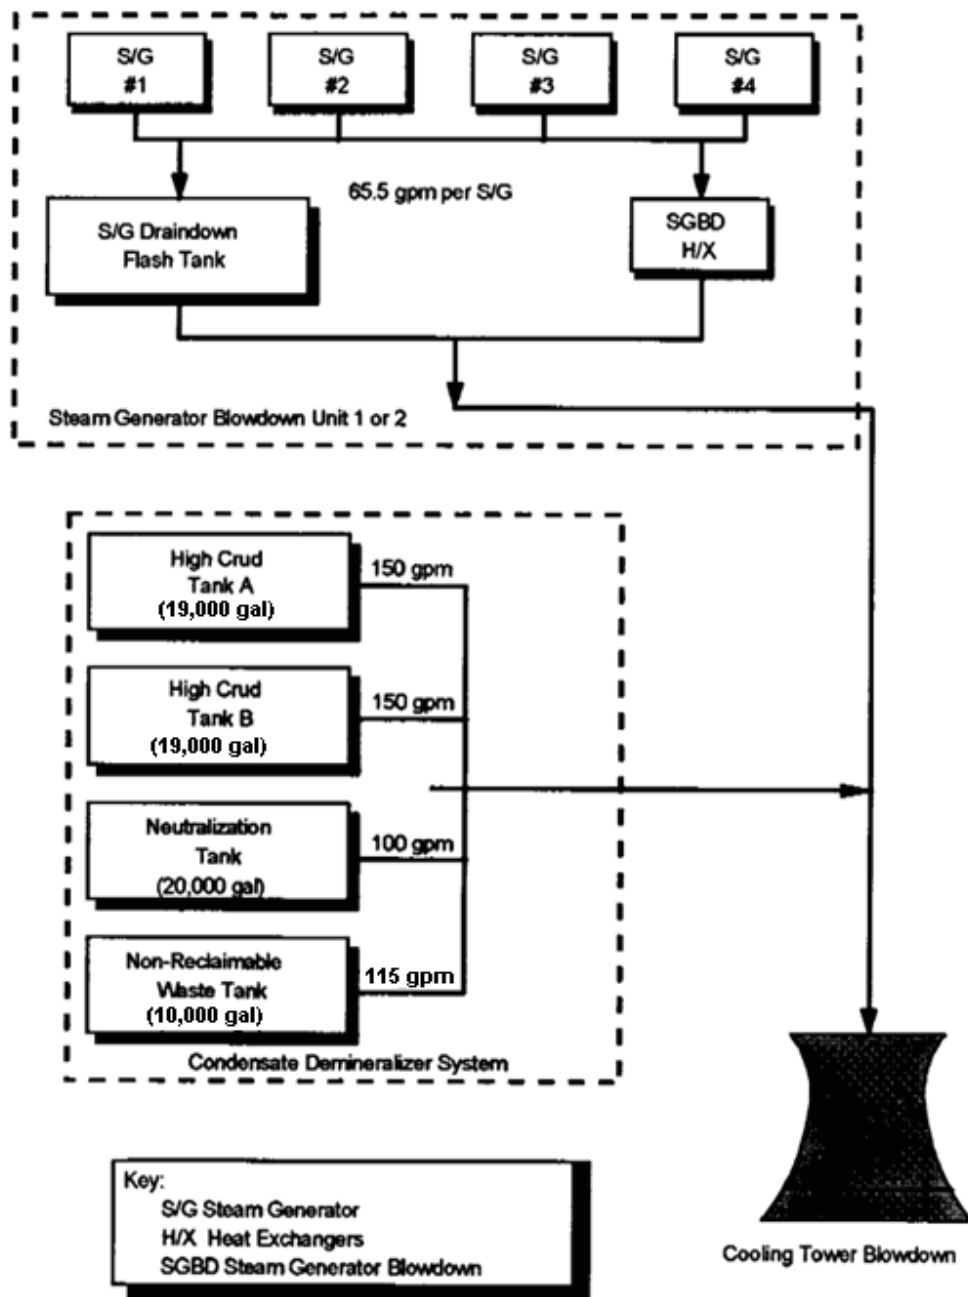 S/G
#1
S/G
#2
S/G
#3
S/G
#4
65.5 gpm per S/G
S/G Draindown
Flash Tank
SGBD
H/X
Steam Generator Blowdown Unit 1 or 2
High Crud
Tank A
(19,000 gal)
150 gpm
High Crud
Tank B
(19,000 gal)
150 gpm
Neutralization
Tank
(20,000 gal)
100 gpm
Non-Reclaimable
Waste Tank
(10,000 gal)
115 gpm
Condensate Demineralizer System
Key:
S/G Steam Generator
H/X Heat Exchangers
SGBD Steam Generator Blowdown
Cooling Tower Blowdown